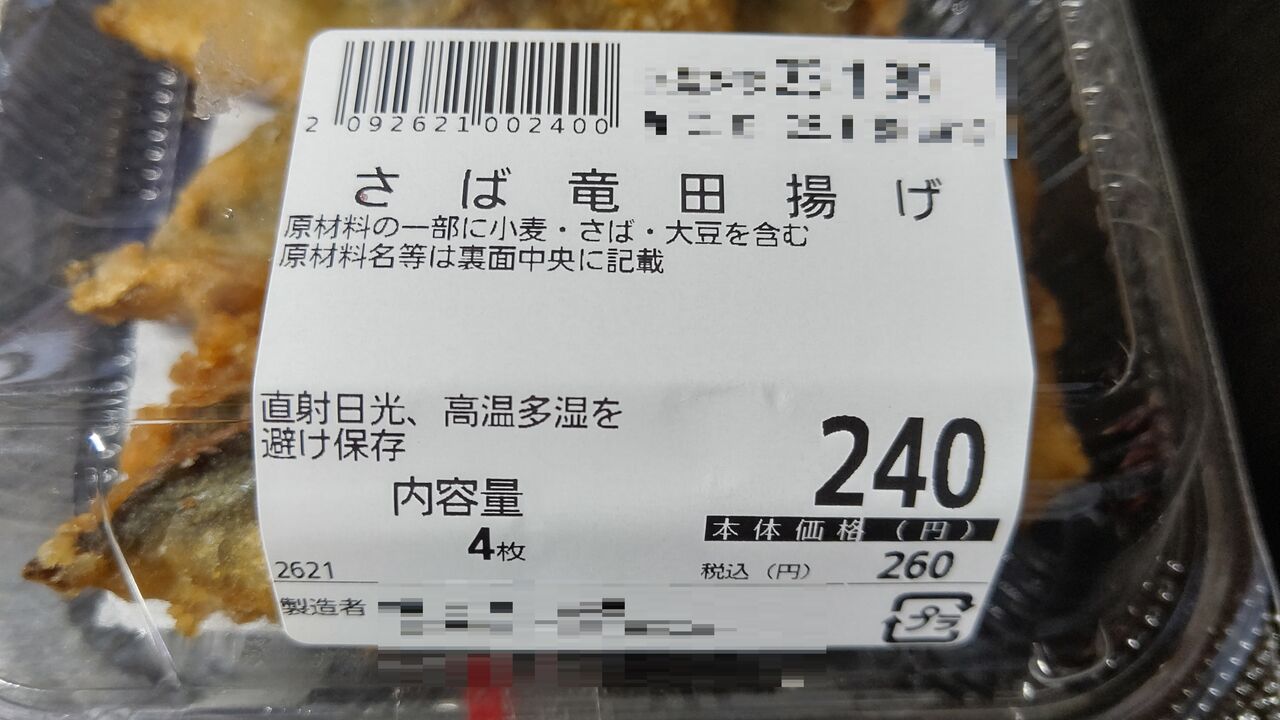 2 092621 002400
さば竜田揚げ
原材料の一部に小麦・さば・大豆を含む
原材料名等は裏面中央に記載
直射日光、高温多湿を
避け保存
内容量
4枚
240
本体価格(円)
税込(円) 260
2621
製造者
プラ